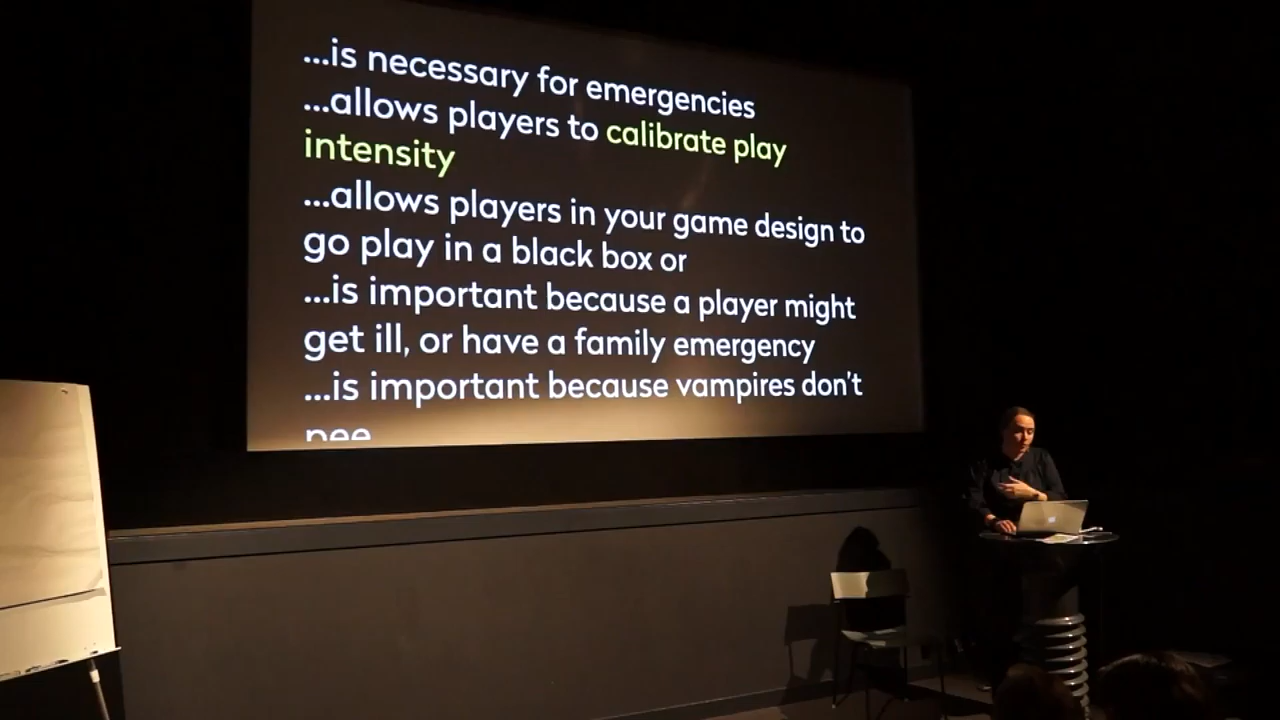 ...is necessary for emergencies
...allows players to calibrate play
intensity
...allows players in your game design to
go play in a black box or
...is important because a player might
get ill, or have a family emergency
...is important because vampires don't
nee